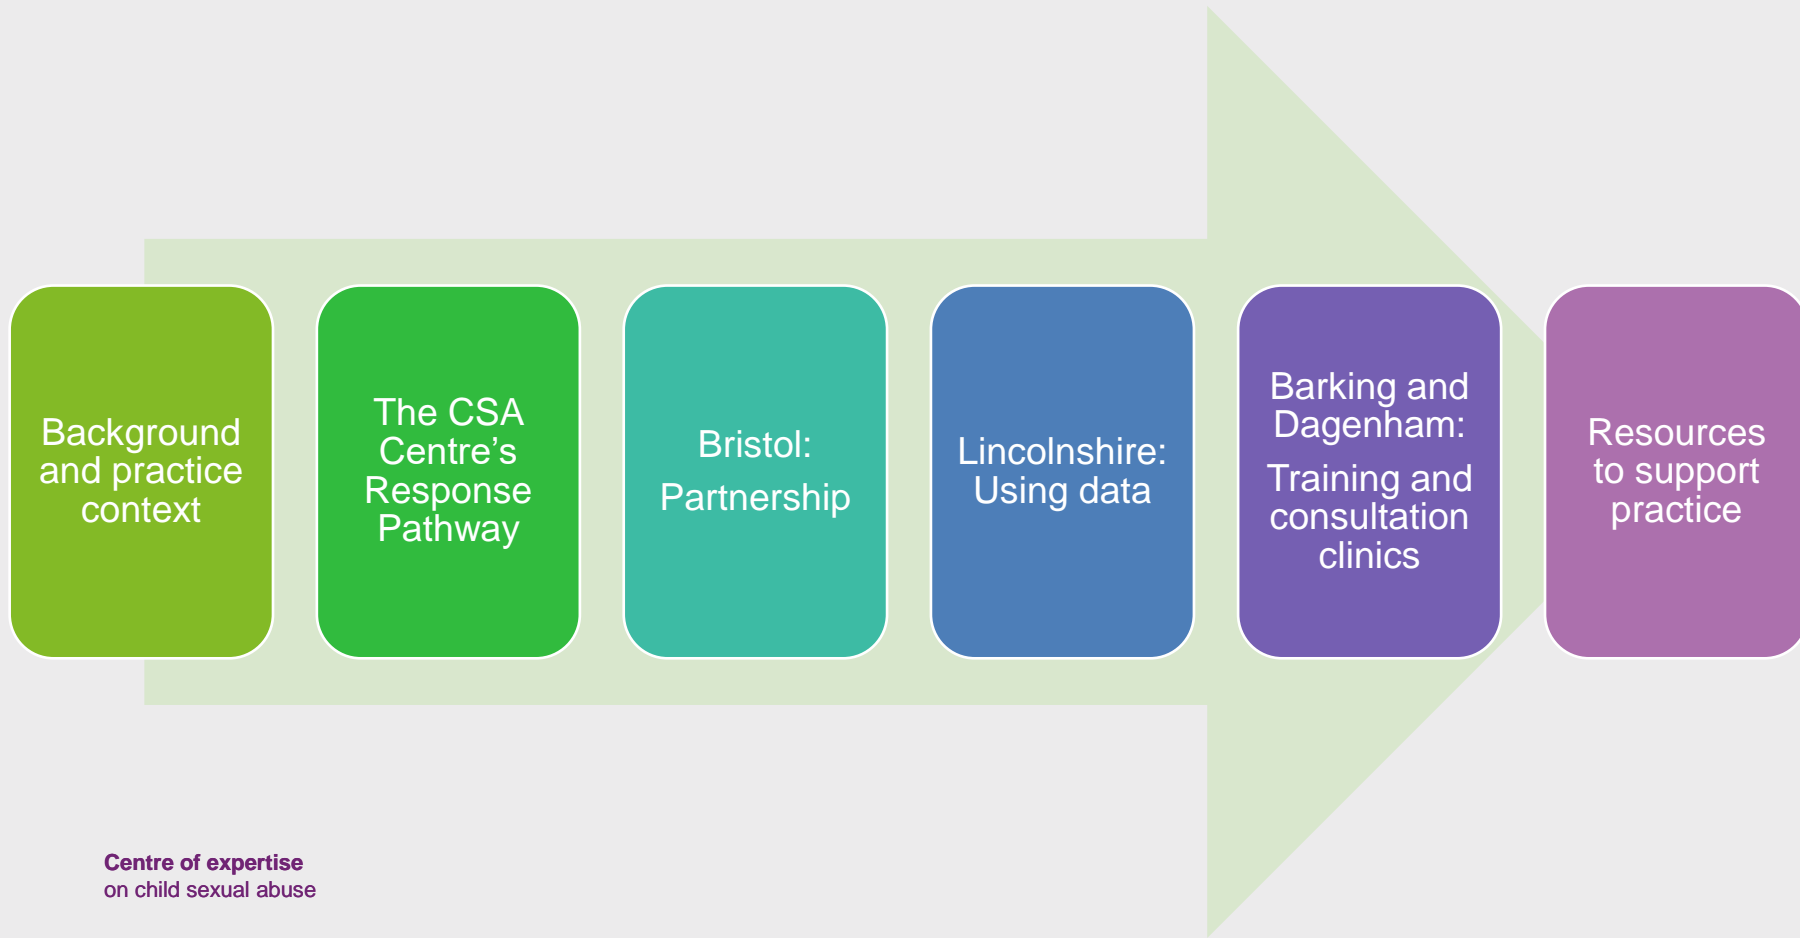 Background
and practice
context
The CSA
Centre’s
Response
Pathway
Bristol:
Partnership
Lincolnshire:
Using data
Barking and
Dagenham:
Training and
consultation
clinics
Resources
to support
practice
Centre of expertise
on child sexual abuse